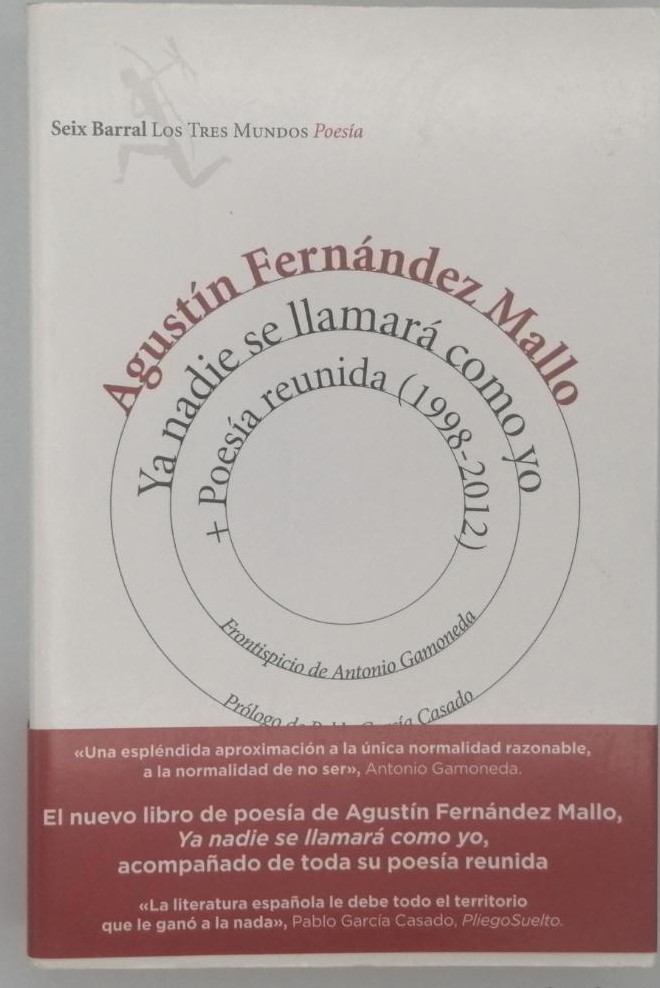 Seix Barral Los Tres Mundos Poesía
Agustín Fernández Mallo
Ya nadie se llamará como yo
+ Poesía reunida (1998-2012)
Frontispicio de Antonio Gamoneda
Prólogo de Casado
«Una espléndida aproximación a la única normalidad razonable,
a la normalidad de no ser», Antonio Gamoneda.
El nuevo libro de poesía de Agustín Fernández Mallo,
Ya nadie se llamará como yo,
acompañado de toda su poesía reunida
«La literatura española le debe todo el territorio
que le ganó a la nada», Pablo García Casado, PliegoSuelto.